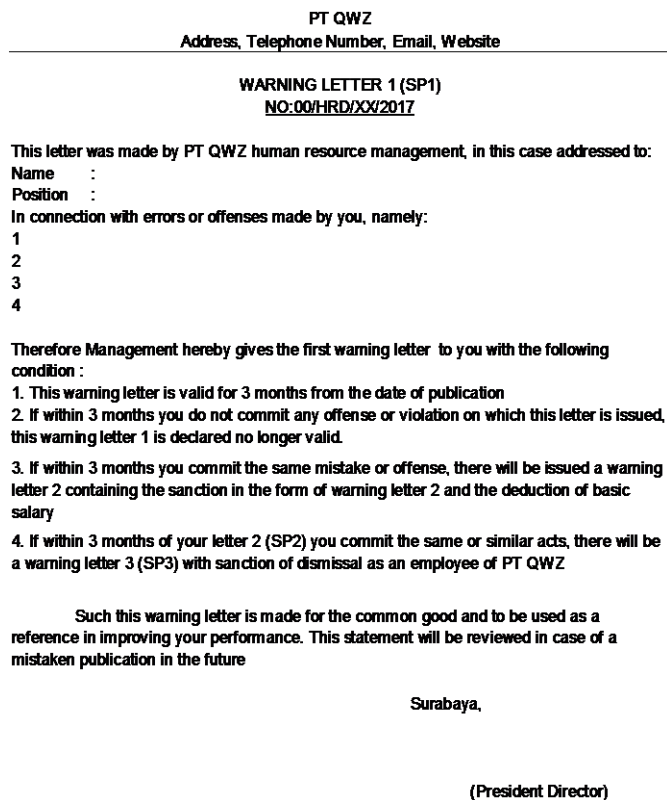 PT QWZ
Address, Telephone Number, Email, Website
WARNING LETTER 1 (SP1)
NO:00/HRD/XX/2017
This letter was made by PT QWZ human resource management, in this case addressed to:
Name :
Position :
In connection with errors or offenses made by you, namely:
1
2
3
4
Therefore Management hereby gives the first warning letter to you with the following
condition :
1. This warning letter is valid for 3 months from the date of publication
2. If within 3 months you do not commit any offense or violation on which this letter is issued,
this warning letter 1 is declared no longer valid.
3. If within 3 months you commit the same mistake or offense, there will be issued a warning
letter 2 containing the sanction in the form of warning letter 2 and the deduction of basic
salary
4. If within 3 months of your letter 2 (SP2) you commit the same or similar acts, there will be
a warning letter 3 (SP3) with sanction of dismissal as an employee of PT QWZ
Such this warning letter is made for the common good and to be used as a
reference in improving your performance. This statement will be reviewed in case of a
mistaken publication in the future
Surabaya,
(President Director)